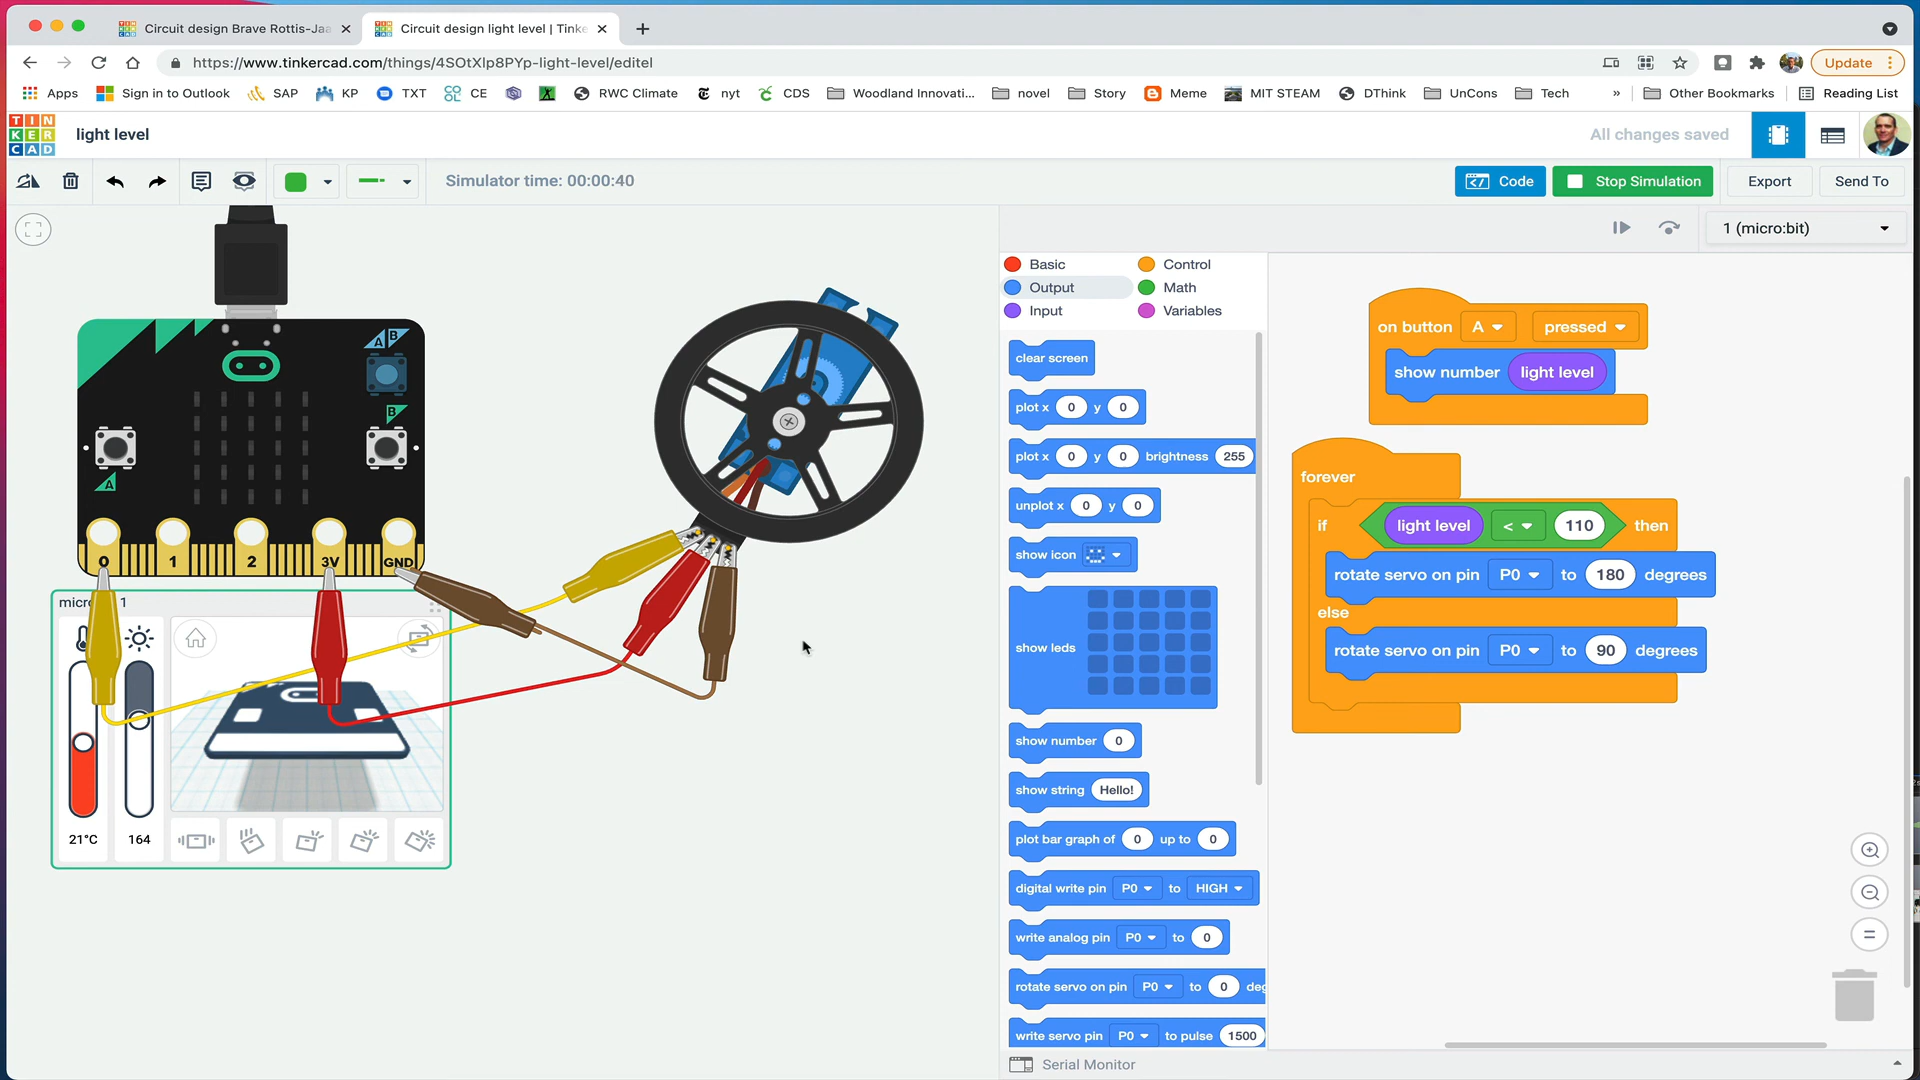 Circuit design Brave Rottis-Jaa
Circuit design light level | Tinke
https://www.tinkercad.com/things/4SOtXlp8PYp-light-level/editel
Update
Apps
Sign in to Outlook
SAP
KP
TXT
CE
RWC Climate
nyt
CDS
Woodland Innovati...
novel
Story
Meme
MIT STEAM
DThink
UnCons
Tech
»
Other Bookmarks
Reading List
TIN
KER
CAD
light level
All changes saved
Simulator time: 00:00:40
Code
Stop Simulation
Export
Send To
1 (micro:bit)
Basic
Control
Output
Math
Input
Variables
clear screen
plot x 0 y 0
plot x 0 y 0 brightness 255
unplot x 0 y 0
show icon
show leds
show number 0
show string Hello!
plot bar graph of 0 up to 0
digital write pin P0 to HIGH
write analog pin P0 to 0
rotate servo on pin P0 to 0 deg
write servo pin P0 to pulse 1500
Serial Monitor
on button A pressed
show number light level
forever
if light level < 110 then
rotate servo on pin P0 to 180 degrees
else
rotate servo on pin P0 to 90 degrees
A B
B
A
0 1 2 3V GND
micro 1
21°C 164